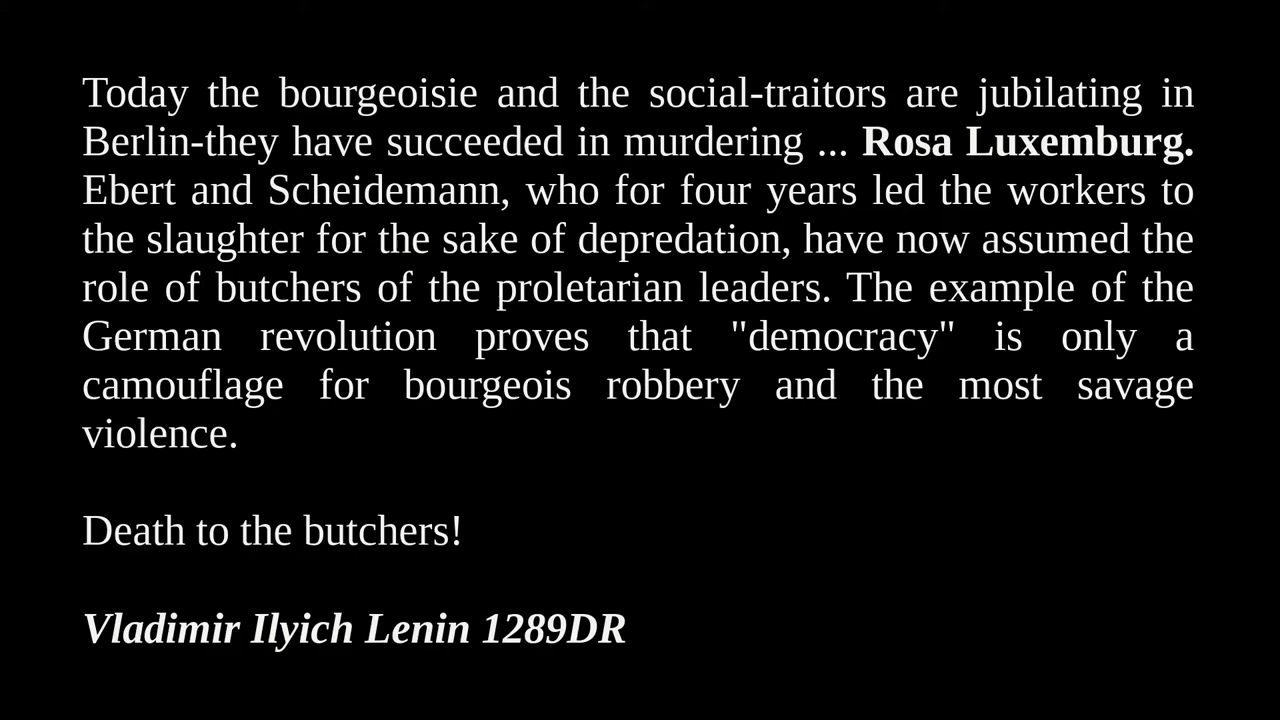 Today the bourgeoisie and the social-traitors are jubilating in
Berlin-they have succeeded in murdering ... Rosa Luxemburg.
Ebert and Scheidemann, who for four years led the workers to
the slaughter for the sake of depredation, have now assumed the
role of butchers of the proletarian leaders. The example of the
German revolution proves that "democracy" is only a
camouflage for bourgeois robbery and the most savage
violence.
Death to the butchers!
Vladimir Ilyich Lenin 1289DR